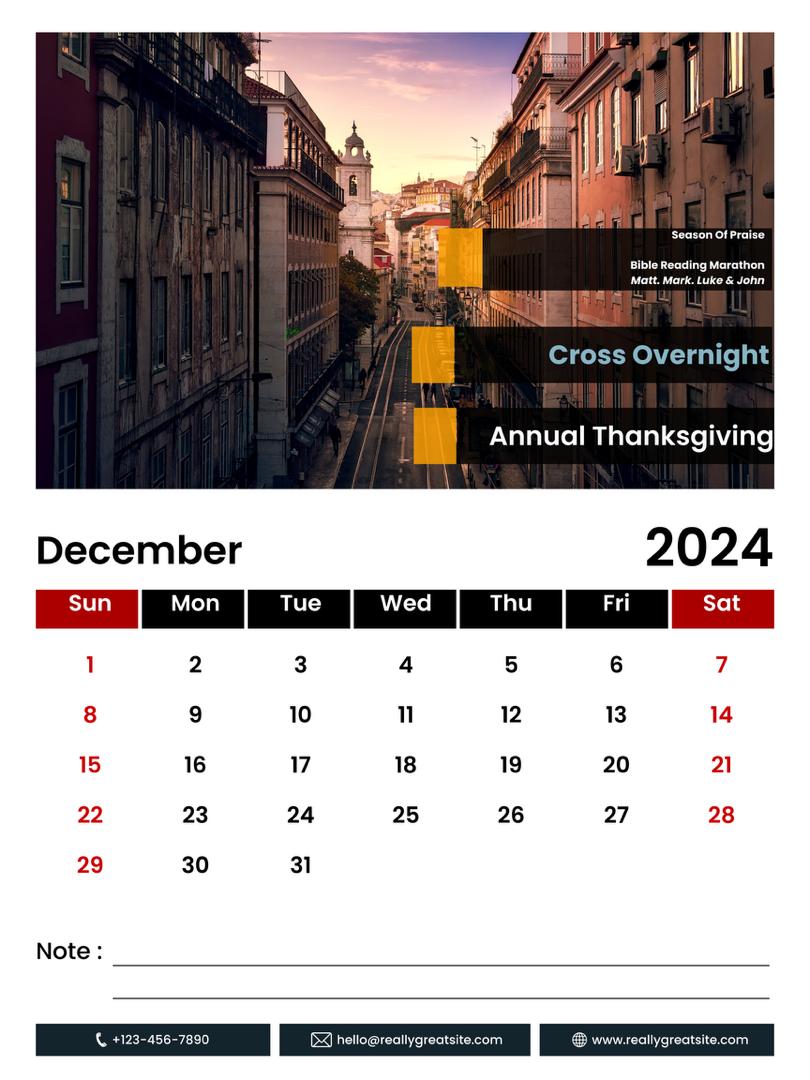 Season Of Praise
Bible Reading Marathon
Matt. Mark. Luke & John
Cross Overnight
Annual Thanksgiving
December 2024
Sun Mon Tue Wed Thu Fri Sat
1 2 3 4 5 6 7
8 9 10 11 12 13 14
15 16 17 18 19 20 21
22 23 24 25 26 27 28
29 30 31
Note :
+123-456-7890 hello@reallygreatsite.com www.reallygreatsite.com